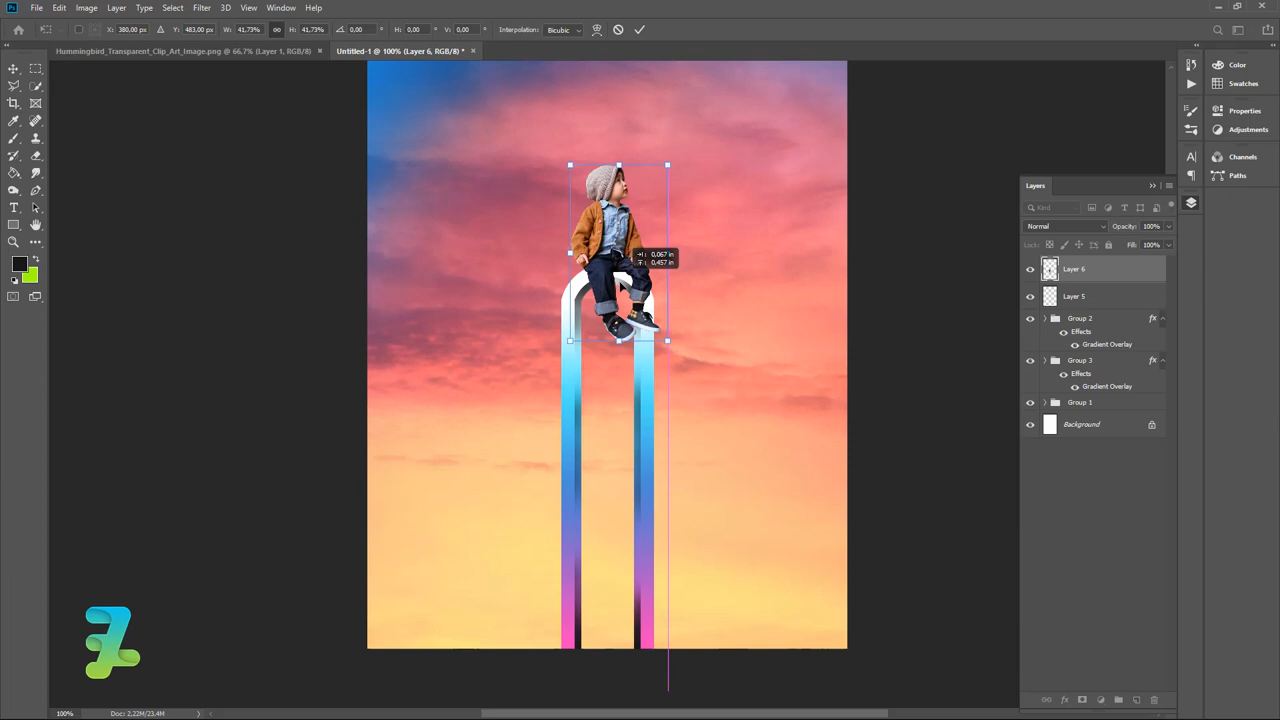 Ps File Edit Image Layer Type Select Filter 3D View Window Help
X: 380,00 px Y: 483,00 px W: 41,73% H: 41,73% 0,00 ° H: 0,00 ° V: 0,00 ° Interpolation: Bicubic
Hummingbird_Transparent_Clip_Art_Image.png @ 66,7% (Layer 1, RGB/8) × Untitled-1 @ 100% (Layer 6, RGB/8) * ×
Color
Swatches
Properties
Adjustments
Channels
Paths
Layers
Kind
Normal Opacity: 100%
Lock: Fill: 100%
Layer 6
Layer 5
Group 2 fx
Effects
Gradient Overlay
Group 3 fx
Effects
Gradient Overlay
Group 1
Background
H: 0,067 in
0,457 in
T
A
100% Doc: 2,22M/23,4M
fx